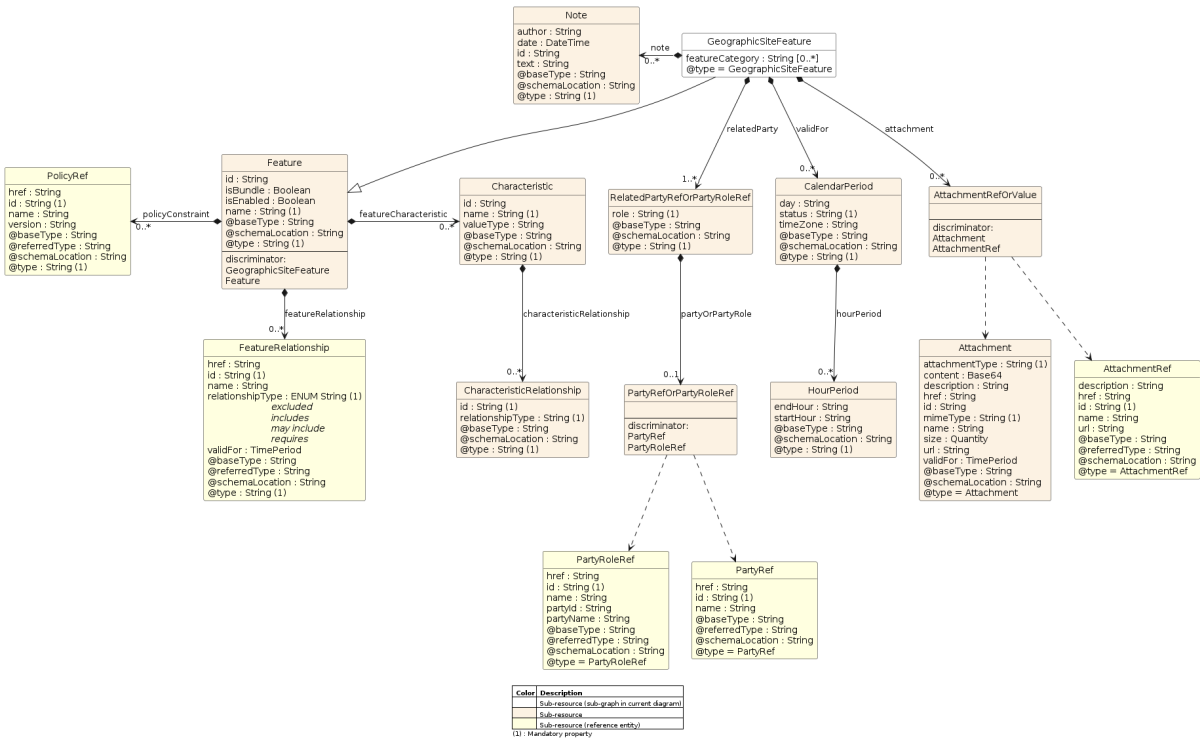 Note
author : String
date : DateTime
id : String
text : String
@baseType : String
@schemaLocation : String
@type : String (1)
note
0..*
GeographicSiteFeature
featureCategory : String [0..*]
@type = GeographicSiteFeature
relatedParty
1..*
validFor
0..*
attachment
0..*
PolicyRef
href : String
id : String (1)
name : String
version : String
@baseType : String
@referredType : String
@schemaLocation : String
@type : String (1)
policyConstraint
0..*
Feature
id : String
isBundle : Boolean
isEnabled : Boolean
name : String (1)
@baseType : String
@schemaLocation : String
@type : String (1)
discriminator:
GeographicSiteFeature
Feature
featureCharacteristic
0..*
Characteristic
id : String
name : String (1)
valueType : String
@baseType : String
@schemaLocation : String
@type : String (1)
RelatedPartyRefOrPartyRoleRef
role : String (1)
@baseType : String
@schemaLocation : String
@type : String (1)
CalendarPeriod
day : String
status : String (1)
timeZone : String
@baseType : String
@schemaLocation : String
@type : String (1)
AttachmentRefOrValue
discriminator:
Attachment
AttachmentRef
featureRelationship
0..*
characteristicRelationship
0..*
partyOrPartyRole
0..1
hourPeriod
0..*
FeatureRelationship
href : String
id : String (1)
name : String
relationshipType : ENUM String (1)
excluded
includes
may include
requires
validFor : TimePeriod
@baseType : String
@referredType : String
@schemaLocation : String
@type : String (1)
CharacteristicRelationship
id : String (1)
relationshipType : String (1)
@baseType : String
@schemaLocation : String
@type : String (1)
PartyRefOrPartyRoleRef
discriminator:
PartyRef
PartyRoleRef
HourPeriod
endHour : String
startHour : String
@baseType : String
@schemaLocation : String
@type : String (1)
Attachment
attachmentType : String (1)
content : Base64
description : String
href : String
id : String
mimeType : String (1)
name : String
size : Quantity
url : String
validFor : TimePeriod
@baseType : String
@schemaLocation : String
@type = Attachment
AttachmentRef
description : String
href : String
id : String (1)
name : String
url : String
@baseType : String
@referredType : String
@schemaLocation : String
@type = AttachmentRef
PartyRoleRef
href : String
id : String (1)
name : String
partyId : String
partyName : String
@baseType : String
@referredType : String
@schemaLocation : String
@type = PartyRoleRef
PartyRef
href : String
id : String (1)
name : String
@baseType : String
@referredType : String
@schemaLocation : String
@type = PartyRef
Color Description
Sub-resource (sub-graph in current diagram)
Sub-resource
Sub-resource (reference entity)
(1) : Mandatory property